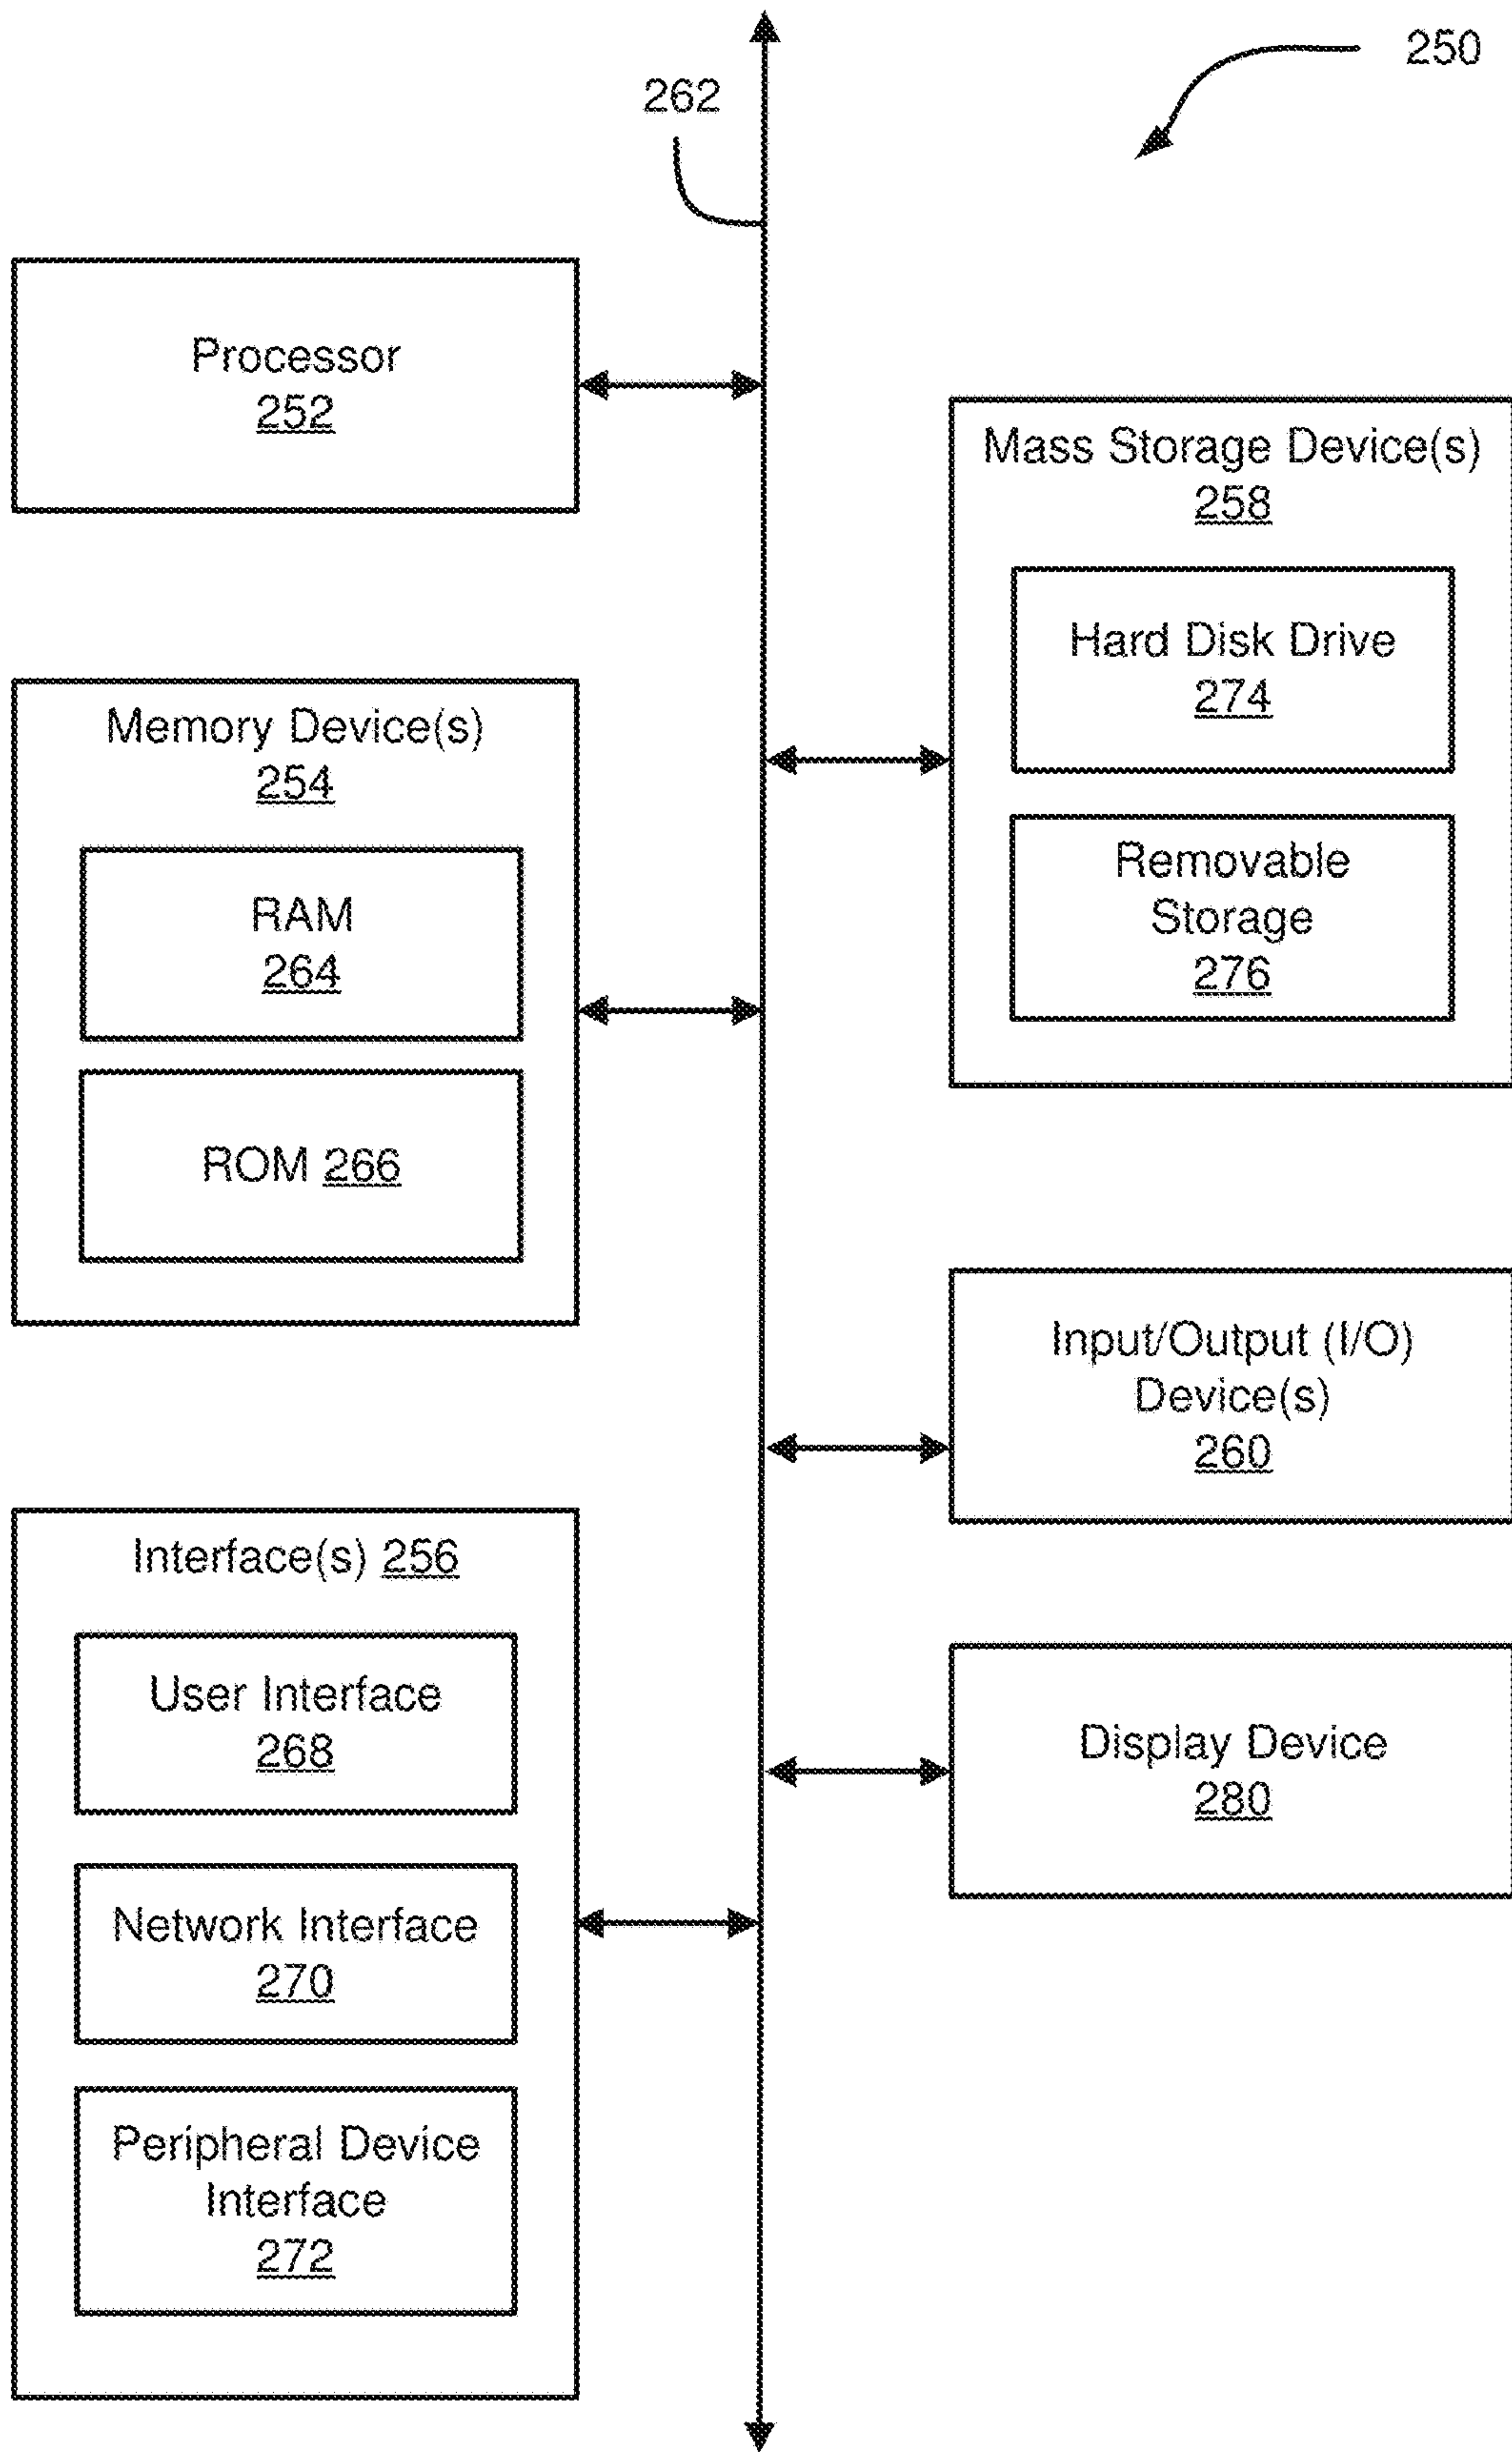 250
262
Processor
252
Mass Storage Device(s)
258
Hard Disk Drive
274
Removable
Storage
276
Memory Device(s)
254
RAM
264
ROM 266
Input/Output (I/O)
Device(s)
260
Interface(s) 256
User Interface
268
Network Interface
270
Peripheral Device
Interface
272
Display Device
280